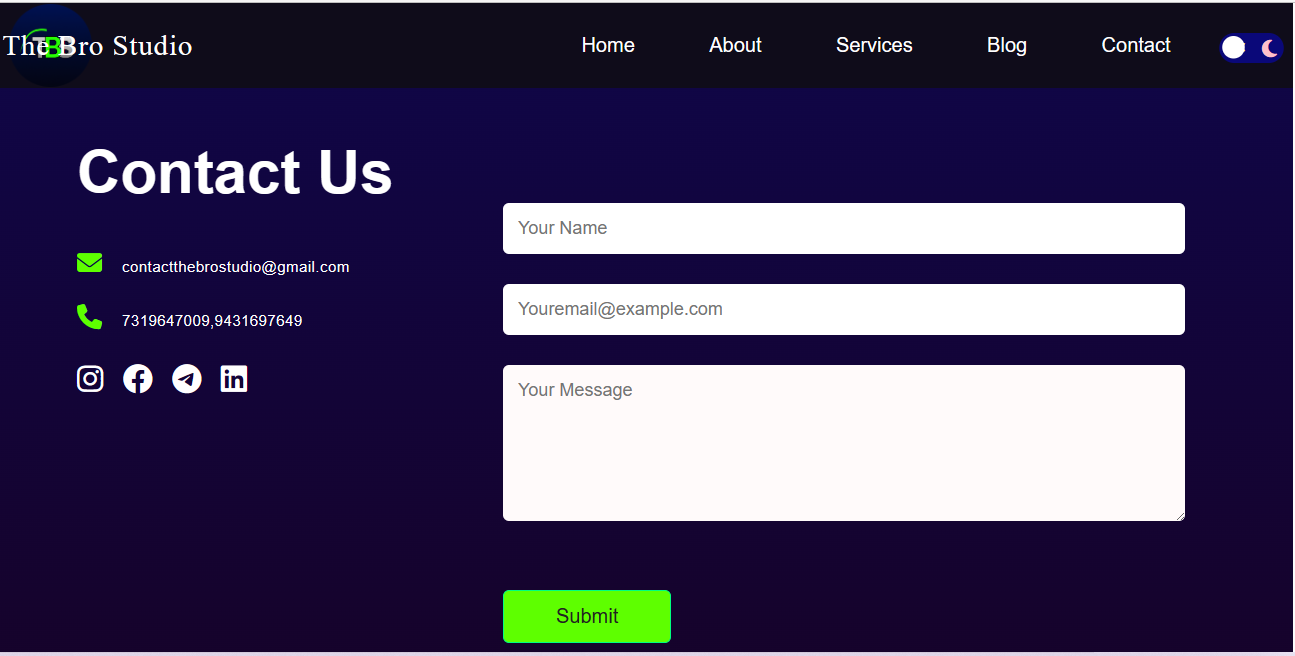 TBS
The Bro Studio
Home About Services Blog Contact
Contact Us
contactthebrostudio@gmail.com
7319647009,9431697649
Your Name
Youremail@example.com
Your Message
Submit